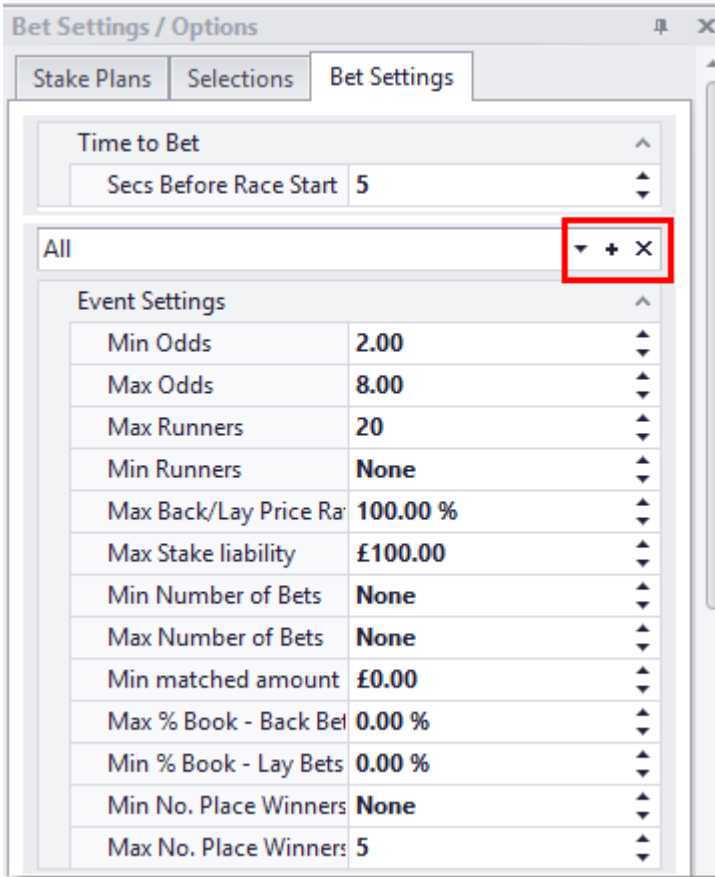 Bet Settings / Options
Stake Plans Selections Bet Settings
Time to Bet
Secs Before Race Start 5
All
Event Settings
Min Odds 2.00
Max Odds 8.00
Max Runners 20
Min Runners None
Max Back/Lay Price Ra 100.00 %
Max Stake liability £100.00
Min Number of Bets None
Max Number of Bets None
Min matched amount £0.00
Max % Book - Back Bet 0.00 %
Min % Book - Lay Bets 0.00 %
Min No. Place Winners None
Max No. Place Winners 5